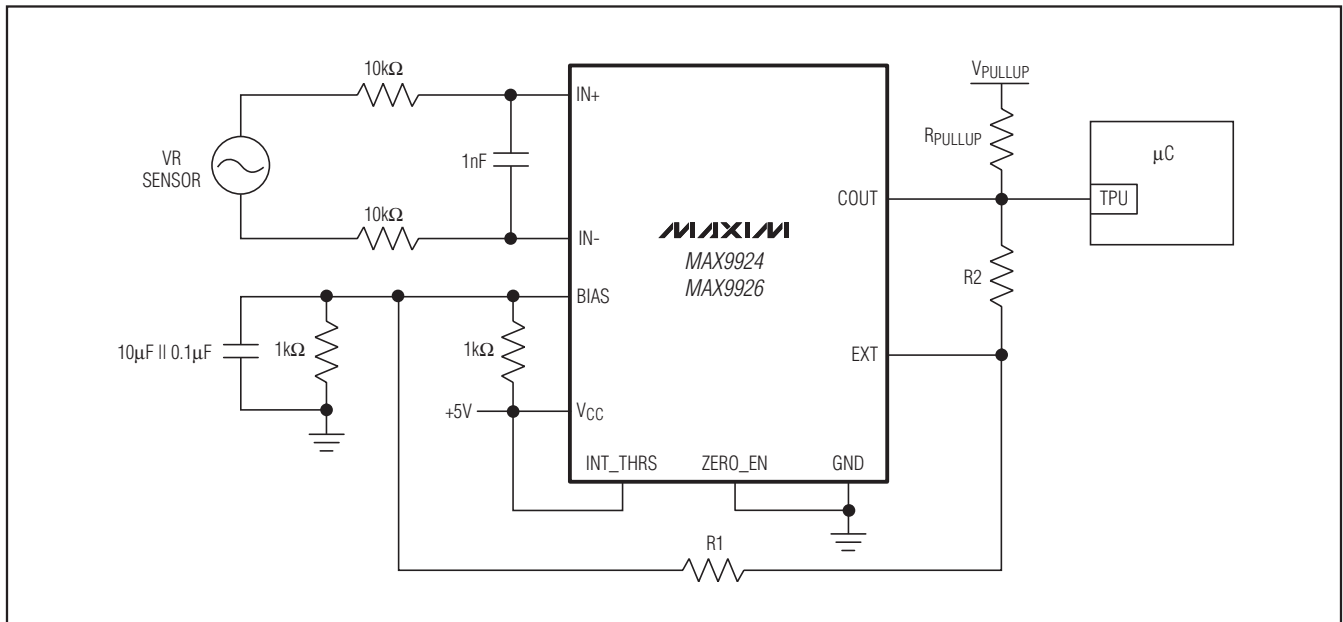 10kΩ
VR
SENSOR
10kΩ
1nF
IN+
IN-
MAXIM
MAX9924
MAX9926
COUT
EXT
VPULLUP
RPULLUP
R2
μC
TPU
BIAS
10μF || 0.1μF
1kΩ
1kΩ
+5V
VCC
INT_THRS
ZERO_EN
GND
R1